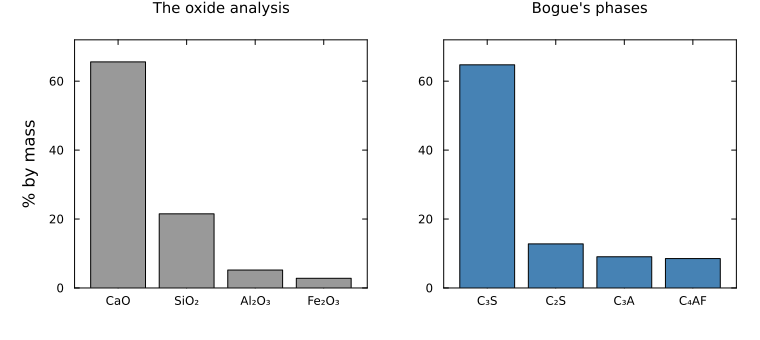 The oxide analysis
% by mass
60
40
20
0
CaO
SiO₂
Al₂O₃
Fe₂O₃
Bogue's phases
60
40
20
0
C₃S
C₂S
C₃A
C₄AF